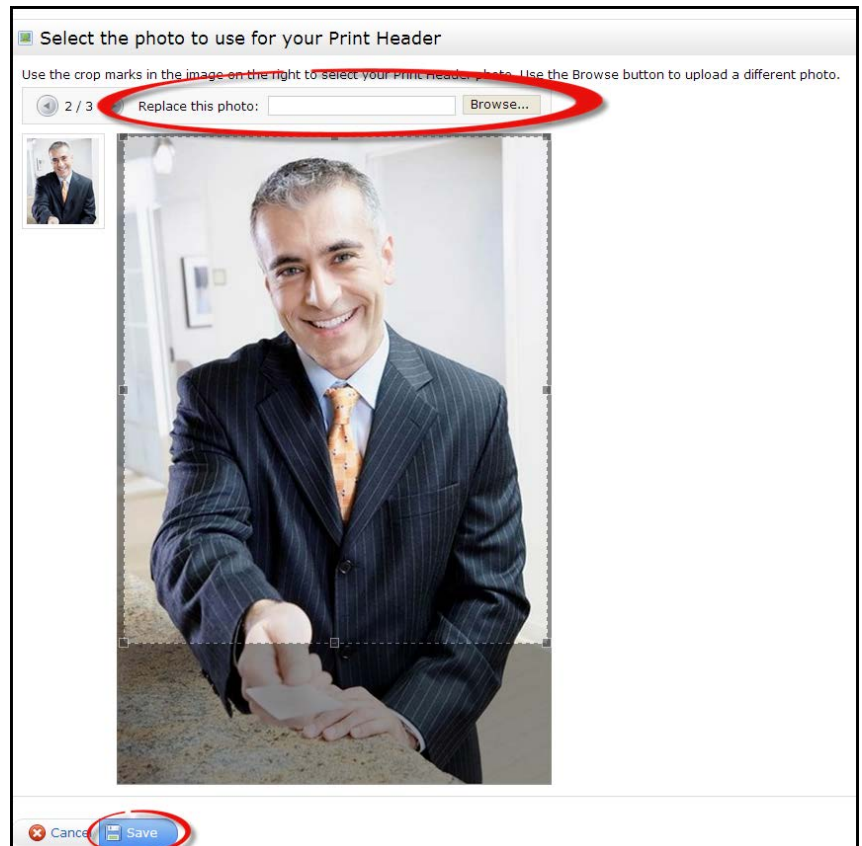 Select the photo to use for your Print Header
Use the crop marks in the image on the right to select your Print Header photo. Use the Browse button to upload a different photo.
2 / 3 Replace this photo: Browse...
Cancel Save